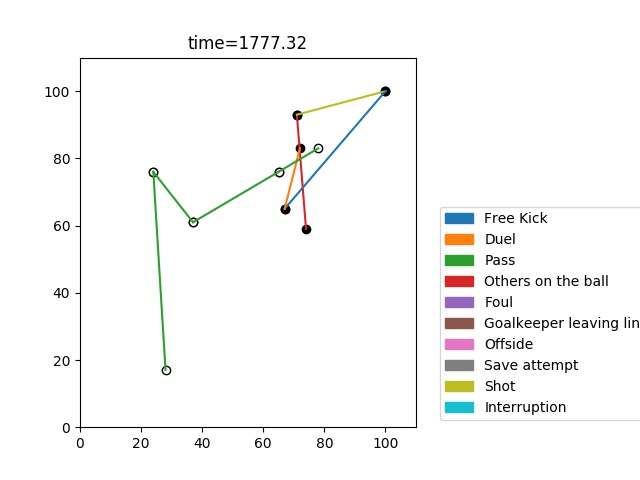 time=1777.32
100
80
60
40
20
0
0 20 40 60 80 100
Free Kick
Duel
Pass
Others on the ball
Foul
Goalkeeper leaving lin
Offside
Save attempt
Shot
Interruption